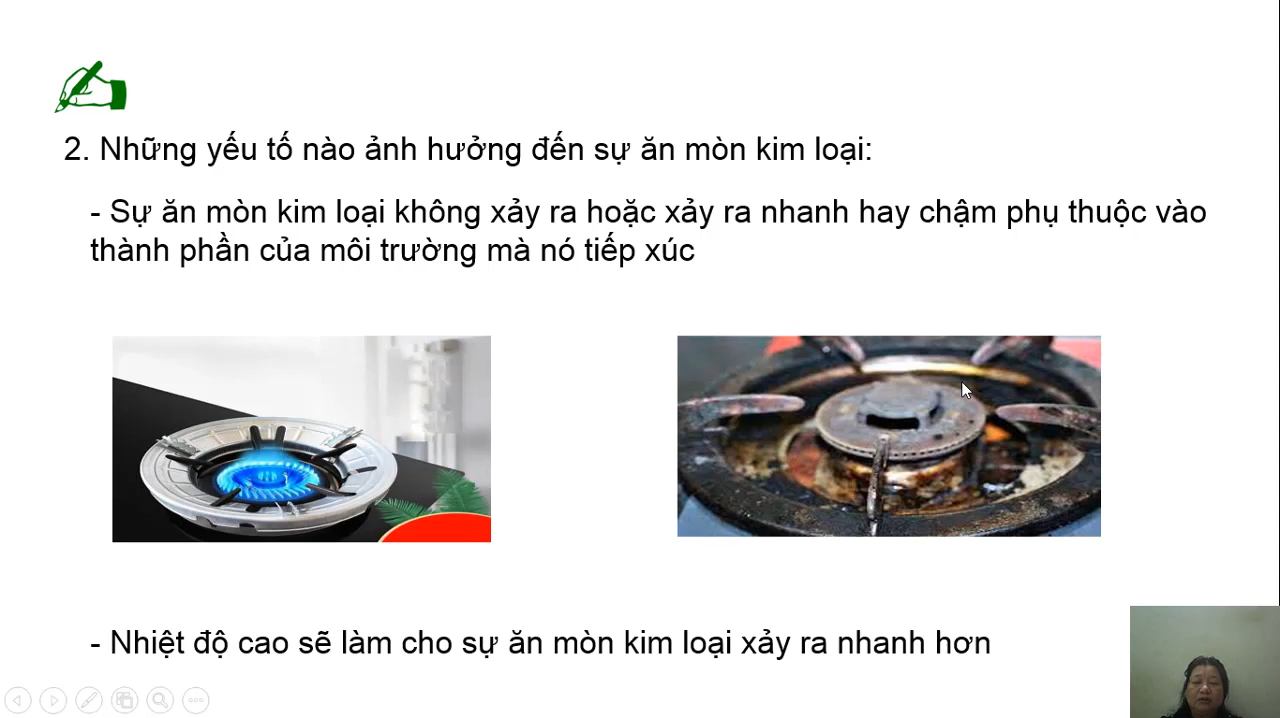 2. Những yếu tố nào ảnh hưởng đến sự ăn mòn kim loại:
- Sự ăn mòn kim loại không xảy ra hoặc xảy ra nhanh hay chậm phụ thuộc vào
thành phần của môi trường mà nó tiếp xúc
- Nhiệt độ cao sẽ làm cho sự ăn mòn kim loại xảy ra nhanh hơn